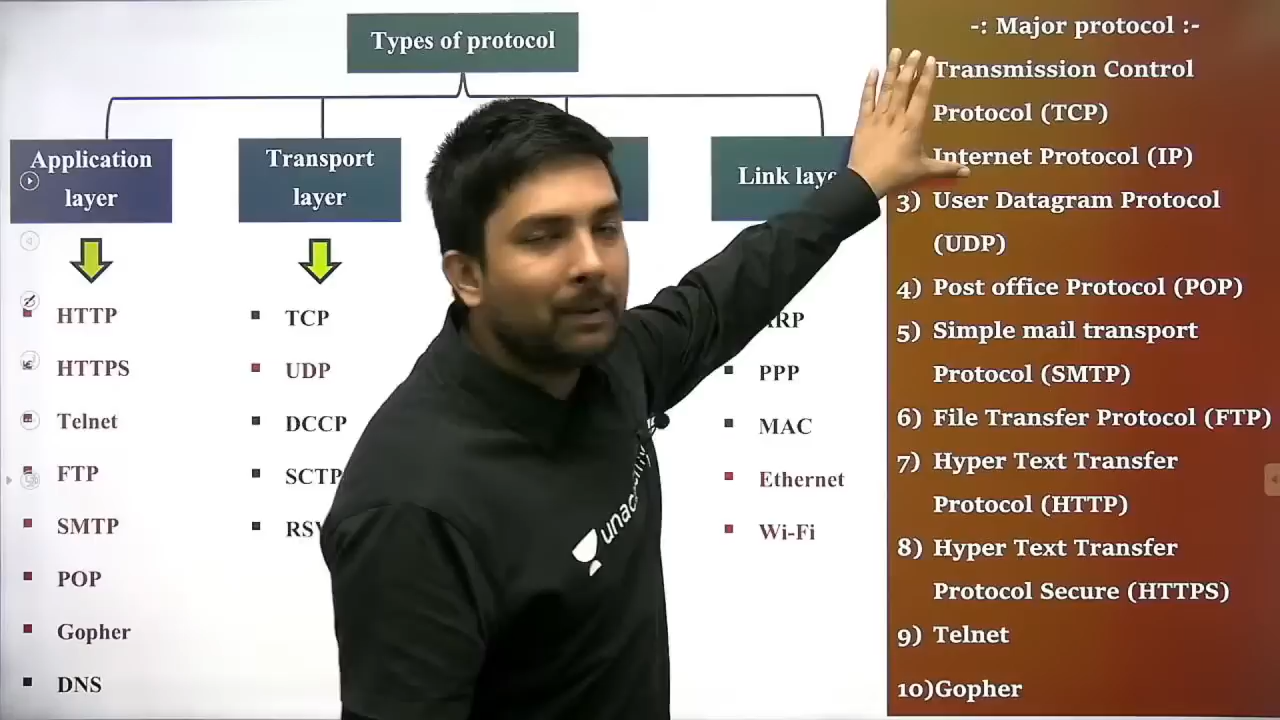 Types of protocol
Application
layer
Transport
layer
HTTP
HTTPS
Telnet
FTP
SMTP
POP
Gopher
DNS
TCP
UDP
DCCP
SCTP
PPP
MAC
Ethernet
Wi-Fi
Link
-: Major protocol :-
Transmission Control
Protocol (TCP)
Internet Protocol (IP)
3) User Datagram Protocol
(UDP)
4) Post office Protocol (POP)
5) Simple mail transport
Protocol (SMTP)
6) File Transfer Protocol (FTP)
7) Hyper Text Transfer
Protocol (HTTP)
8) Hyper Text Transfer
Protocol Secure (HTTPS)
9) Telnet
10)Gopher